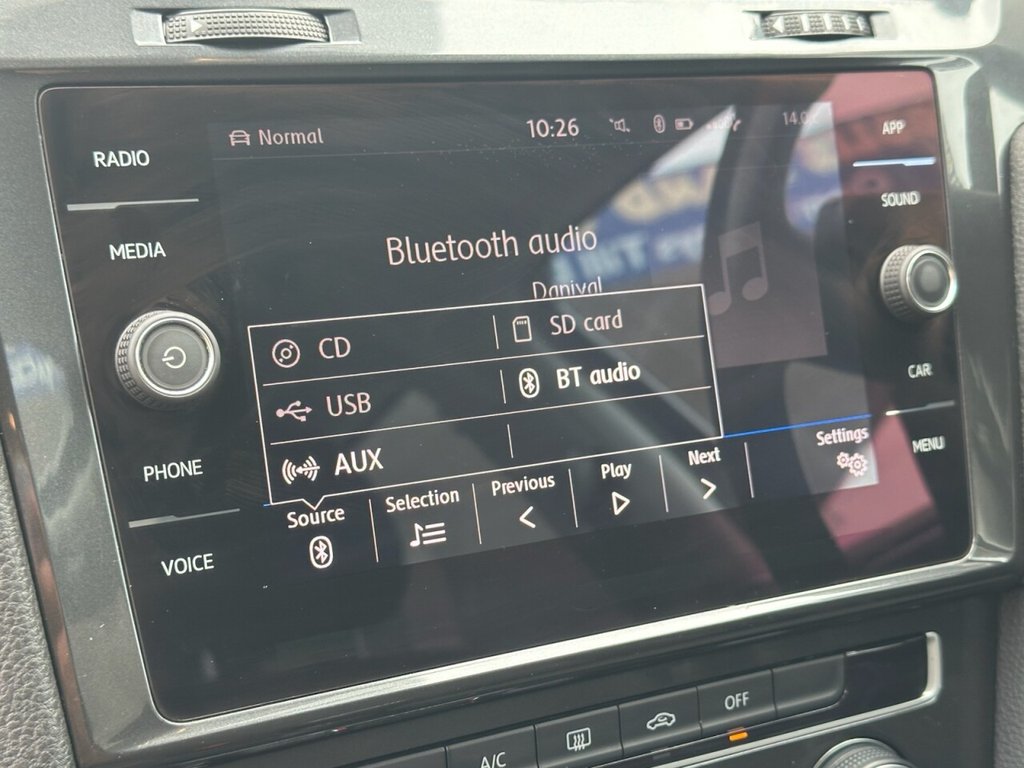 Normal
10:26
RADIO
MEDIA
PHONE
VOICE
APP
SOUND
CAR
MENU
Bluetooth audio
Danival
CD
SD card
USB
BT audio
AUX
Source
Selection
Previous
Play
Next
Settings
A/C
OFF